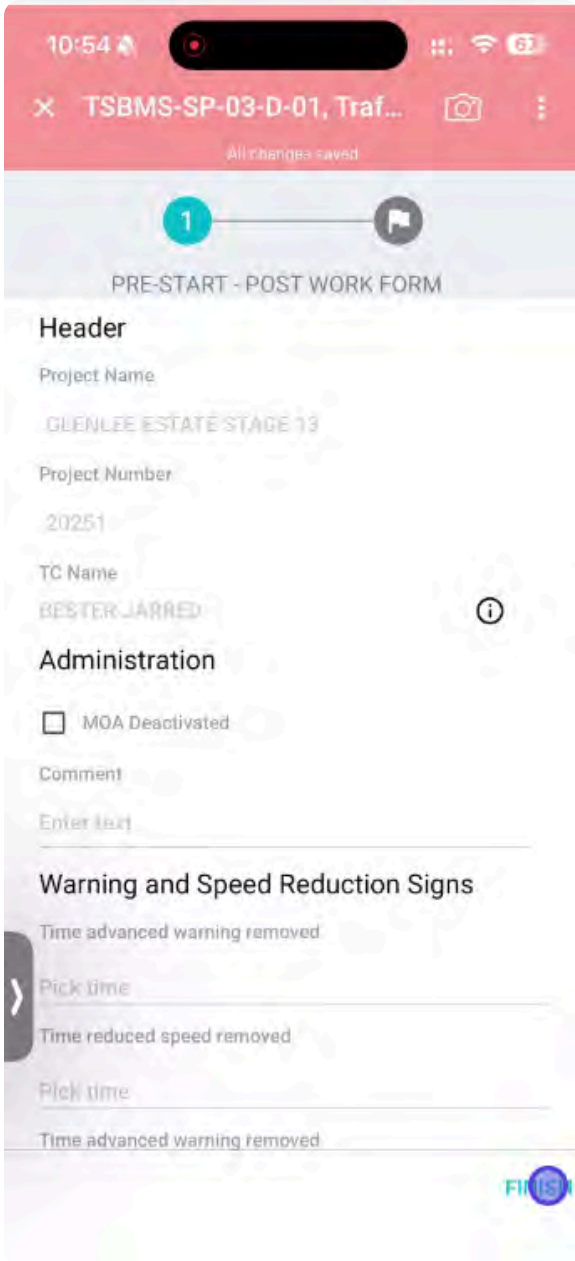 10:54
61
TSBMS-SP-03-D-01, Traf...
All changes saved
1
PRE-START - POST WORK FORM
Header
Project Name
GLENLEE ESTATE STAGE 13
Project Number
20251
TC Name
BESTER JARRED
Administration
MOA Deactivated
Comment
Enter text
Warning and Speed Reduction Signs
Time advanced warning removed
Pick time
Time reduced speed removed
Pick time
Time advanced warning removed
FINISH